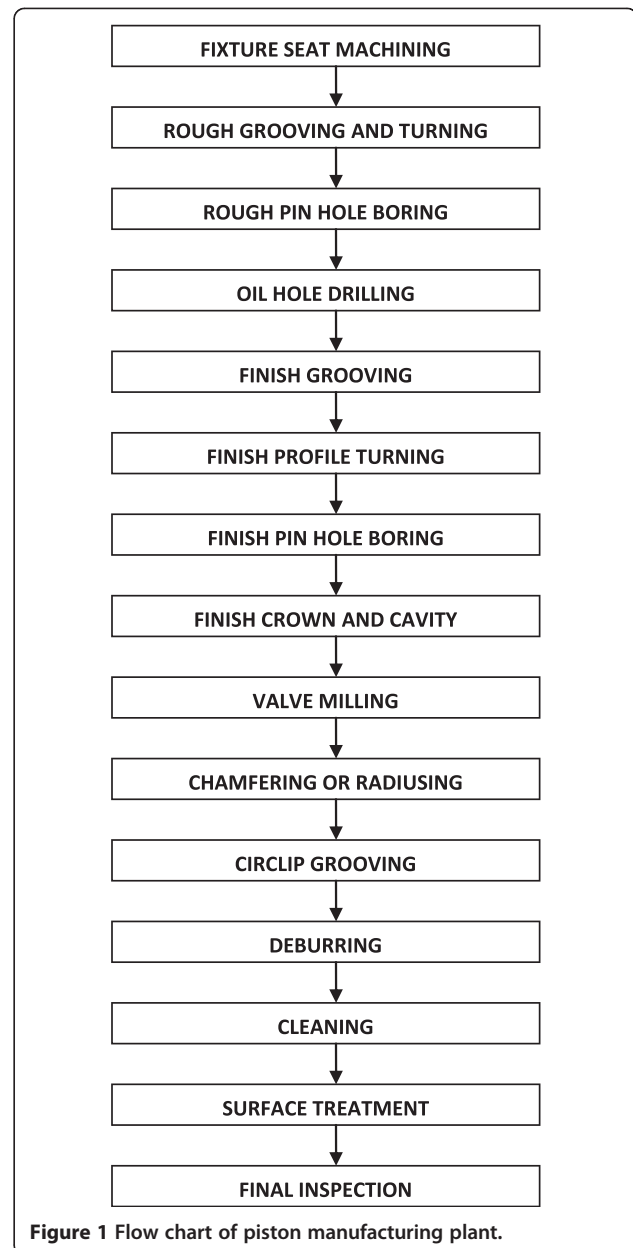 FIXTURE SEAT MACHINING
ROUGH GROOVING AND TURNING
ROUGH PIN HOLE BORING
OIL HOLE DRILLING
FINISH GROOVING
FINISH PROFILE TURNING
FINISH PIN HOLE BORING
FINISH CROWN AND CAVITY
VALVE MILLING
CHAMFERING OR RADIUSING
CIRCLIP GROOVING
DEBURRING
CLEANING
SURFACE TREATMENT
FINAL INSPECTION
Figure 1 Flow chart of piston manufacturing plant.